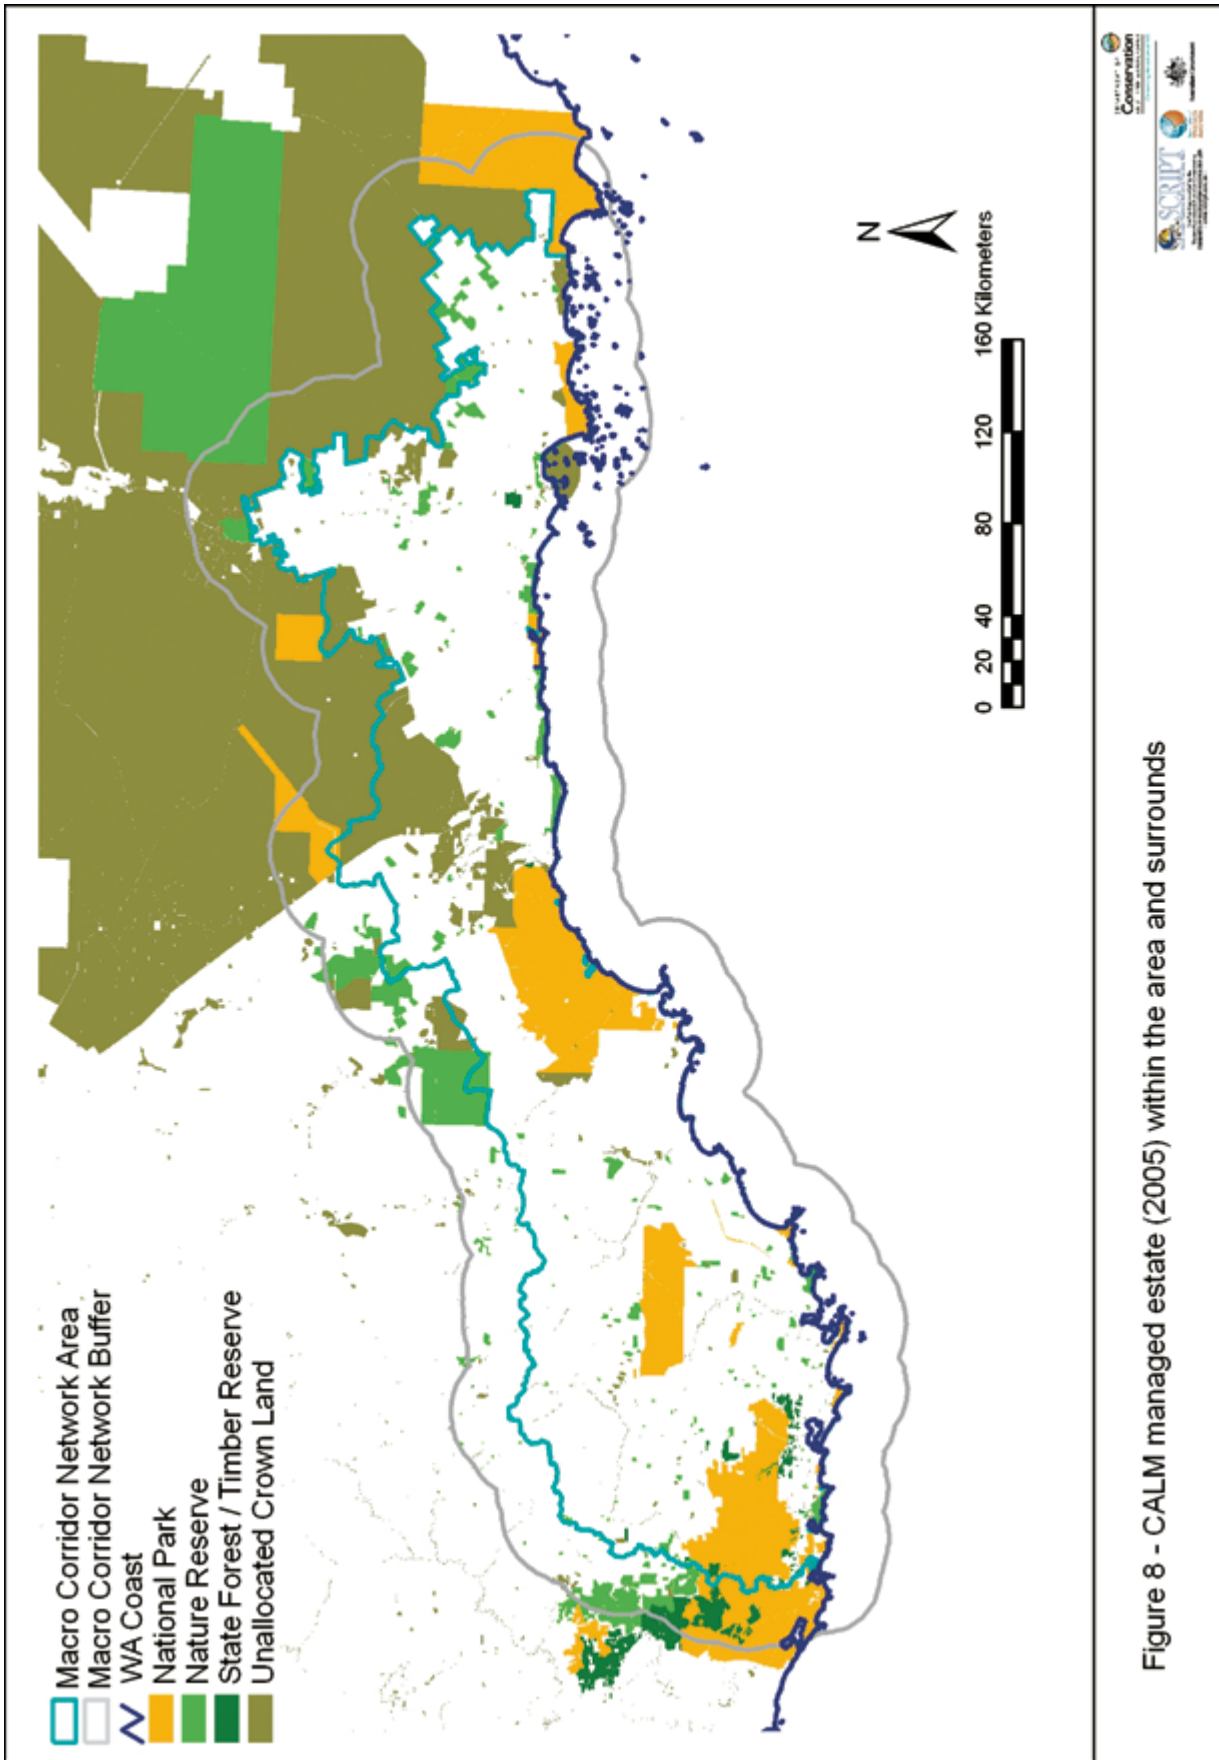 Macro Corridor Network Area
Macro Corridor Network Buffer
WA Coast
National Park
Nature Reserve
State Forest / Timber Reserve
Unallocated Crown Land
N
0 20 40 80 120 160 Kilometers
Figure 8 - CALM managed estate (2005) within the area and surrounds
SCRIPT
Conservation